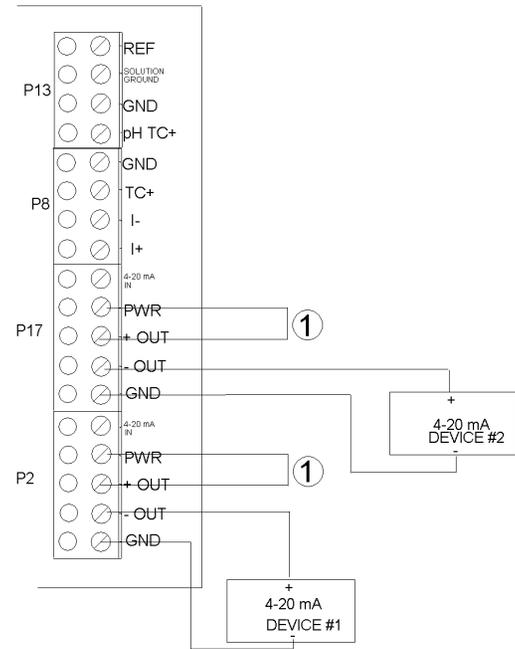 P13
REF
SOLUTION
GROUND
GND
pH TC+
P8
GND
TC+
I-
I+
P17
4-20 mA
IN
PWR
+ OUT
- OUT
GND
1
+
4-20 mA
DEVICE #2
-
P2
4-20 mA
IN
PWR
+ OUT
- OUT
GND
1
+
4-20 mA
DEVICE #1
-